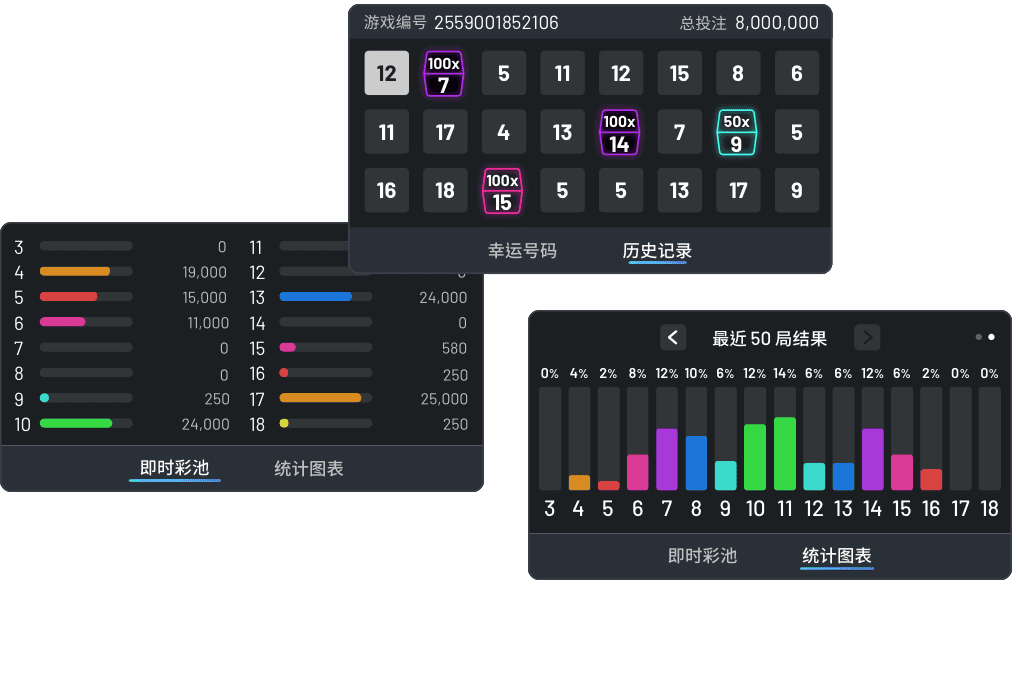 游戏编号 2559001852106 总投注 8,000,000
12 100x 7 5 11 12 15 8 6
11 17 4 13 100x 14 7 50x 9 5
16 18 100x 15 5 5 13 17 9
幸运号码 历史记录
3 0 11
4 19,000 12
5 15,000 13 24,000
6 11,000 14 0
7 0 15 580
8 0 16 250
9 250 17 25,000
10 24,000 18 250
即时彩池 统计图表
最近 50 局结果
0% 4% 2% 8% 12% 10% 6% 12% 14% 6% 6% 12% 6% 2% 0% 0%
3 4 5 6 7 8 9 10 11 12 13 14 15 16 17 18
即时彩池 统计图表